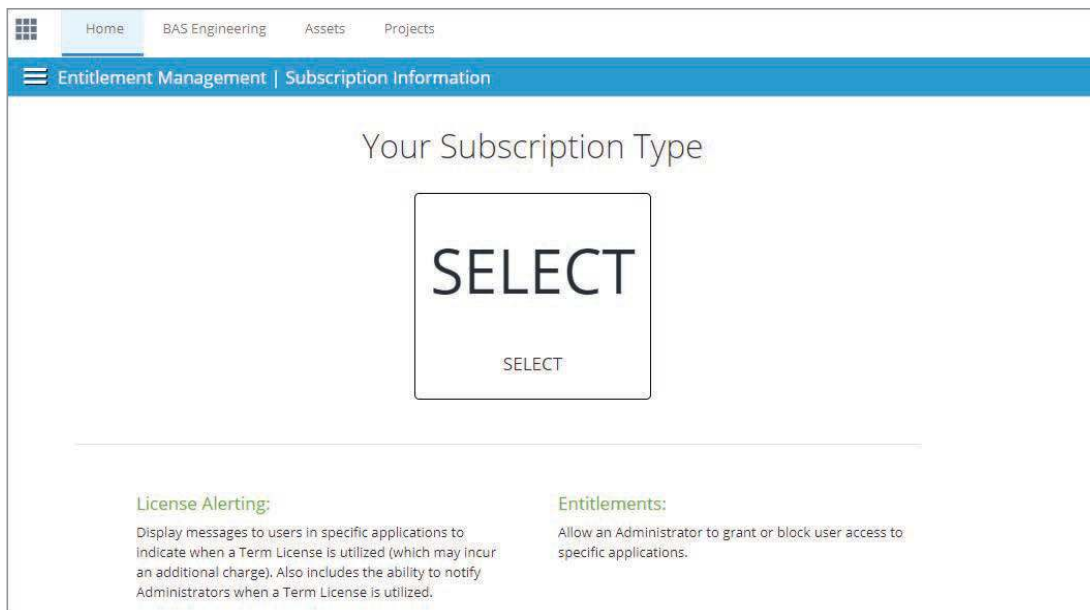 Home BAS Engineering Assets Projects
Entitlement Management | Subscription Information
Your Subscription Type
SELECT
SELECT
License Alerting:
Display messages to users in specific applications to
indicate when a Term License is utilized (which may incur
an additional charge). Also includes the ability to notify
Administrators when a Term License is utilized.
Entitlements:
Allow an Administrator to grant or block user access to
specific applications.